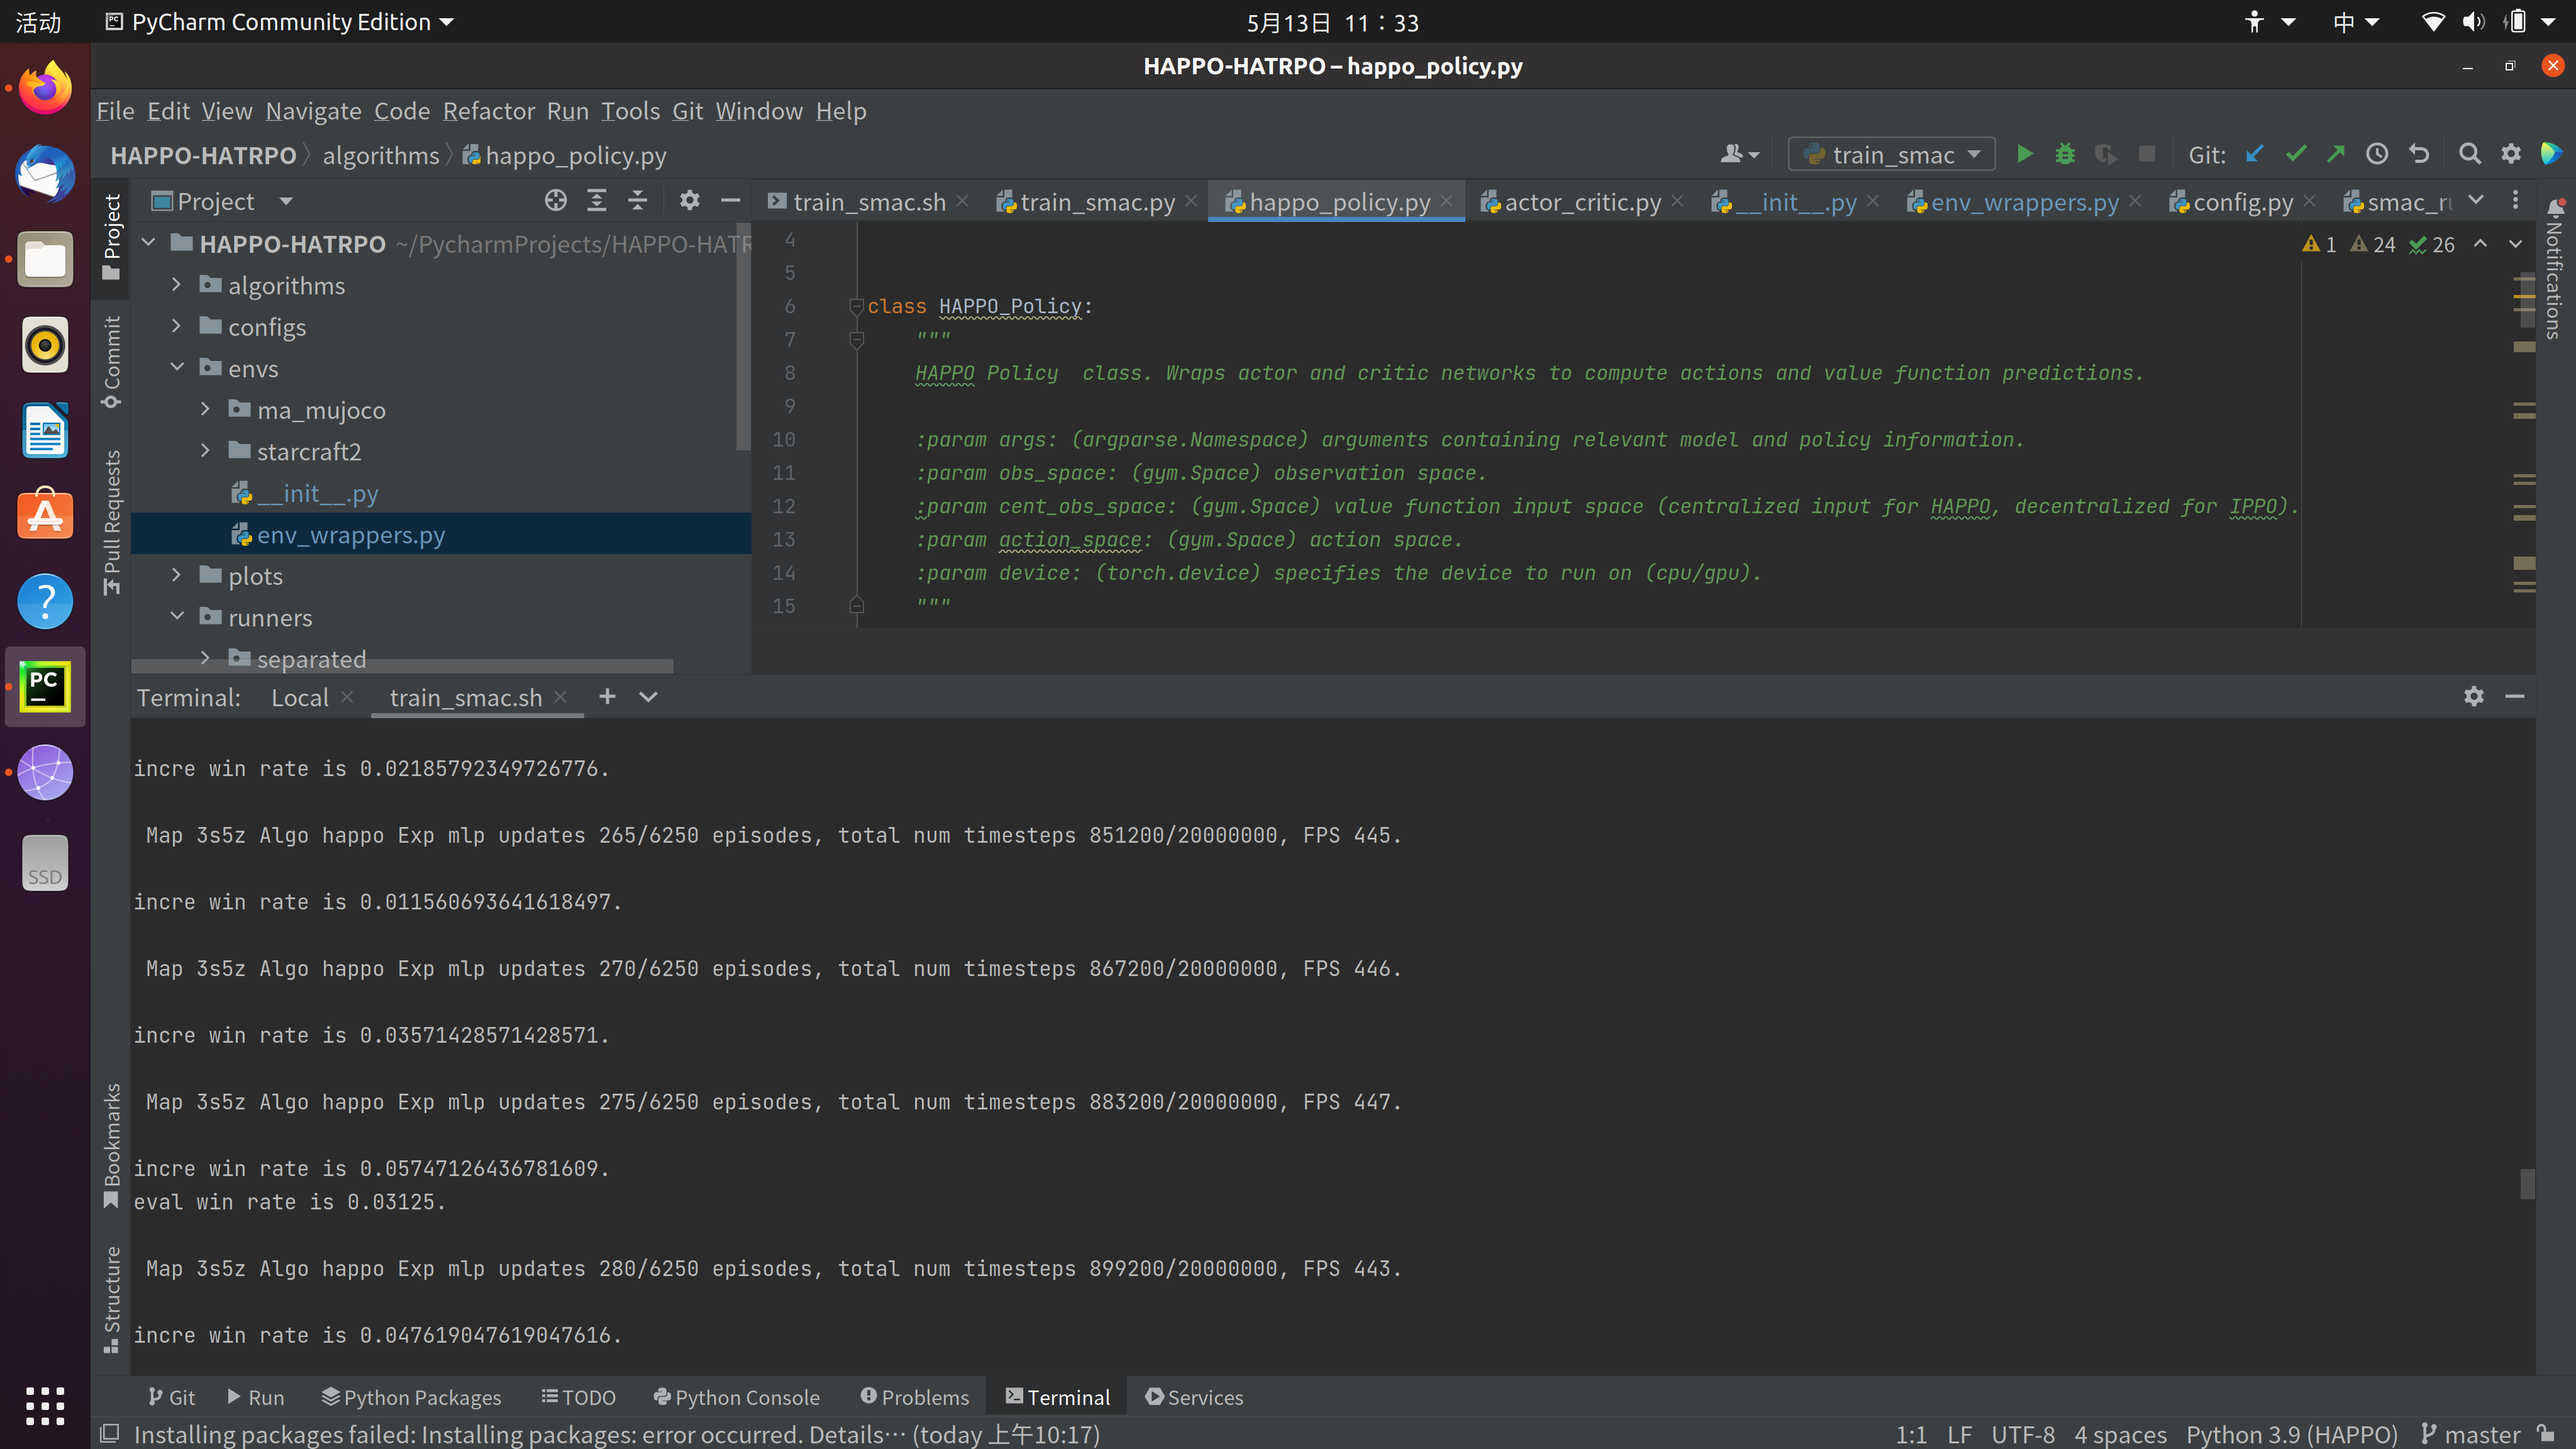 活动
PyCharm Community Edition
5月13日 11：33
中
HAPPO-HATRPO – happo_policy.py
File Edit View Navigate Code Refactor Run Tools Git Window Help
HAPPO-HATRPO algorithms happo_policy.py
train_smac
Git:
Project
train_smac.sh train_smac.py happo_policy.py actor_critic.py __init__.py env_wrappers.py config.py smac_ru
HAPPO-HATRPO ~/PycharmProjects/HAPPO-HATR
algorithms
configs
envs
ma_mujoco
starcraft2
__init__.py
env_wrappers.py
plots
runners
separated
Project
Commit
Pull Requests
Bookmarks
Structure
Notifications
1 24 26
4
5
6 class HAPPO_Policy:
7 """
8 HAPPO Policy  class. Wraps actor and critic networks to compute actions and value function predictions.
9
10 :param args: (argparse.Namespace) arguments containing relevant model and policy information.
11 :param obs_space: (gym.Space) observation space.
12 :param cent_obs_space: (gym.Space) value function input space (centralized input for HAPPO, decentralized for IPPO).
13 :param action_space: (gym.Space) action space.
14 :param device: (torch.device) specifies the device to run on (cpu/gpu).
15 """
Terminal: Local train_smac.sh
incre win rate is 0.02185792349726776.
Map 3s5z Algo happo Exp mlp updates 265/6250 episodes, total num timesteps 851200/20000000, FPS 445.
incre win rate is 0.011560693641618497.
Map 3s5z Algo happo Exp mlp updates 270/6250 episodes, total num timesteps 867200/20000000, FPS 446.
incre win rate is 0.03571428571428571.
Map 3s5z Algo happo Exp mlp updates 275/6250 episodes, total num timesteps 883200/20000000, FPS 447.
incre win rate is 0.05747126436781609.
eval win rate is 0.03125.
Map 3s5z Algo happo Exp mlp updates 280/6250 episodes, total num timesteps 899200/20000000, FPS 443.
incre win rate is 0.047619047619047616.
PC
SSD
Git Run Python Packages TODO Python Console Problems Terminal Services
Installing packages failed: Installing packages: error occurred. Details… (today 上午10:17)
1:1 LF UTF-8 4 spaces Python 3.9 (HAPPO) master